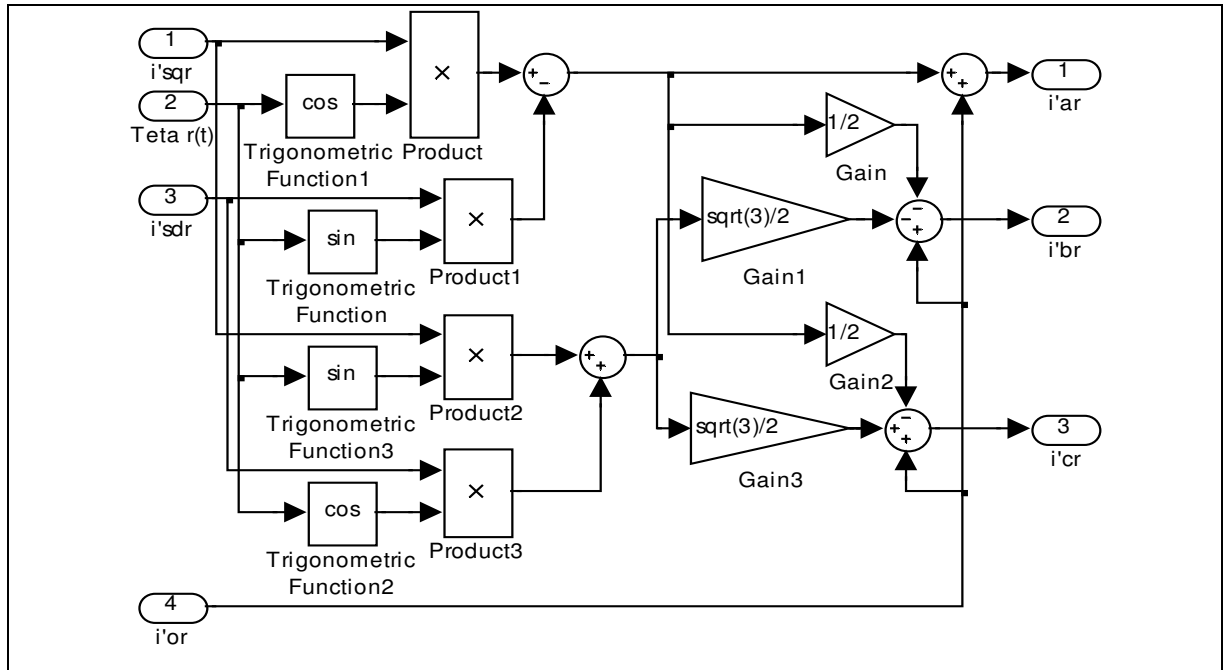 1
i'sqr
2
Teta r(t)
3
i'sdr
4
i'or
cos
Trigonometric
Function1
×
Product
sin
Trigonometric
Function
×
Product1
sin
Trigonometric
Function3
×
Product2
cos
Trigonometric
Function2
×
Product3
+
−
+
+
1/2
Gain
sqrt(3)/2
Gain1
1/2
Gain2
sqrt(3)/2
Gain3
+
+
−
−
+
−
+
+
1
i'ar
2
i'br
3
i'cr